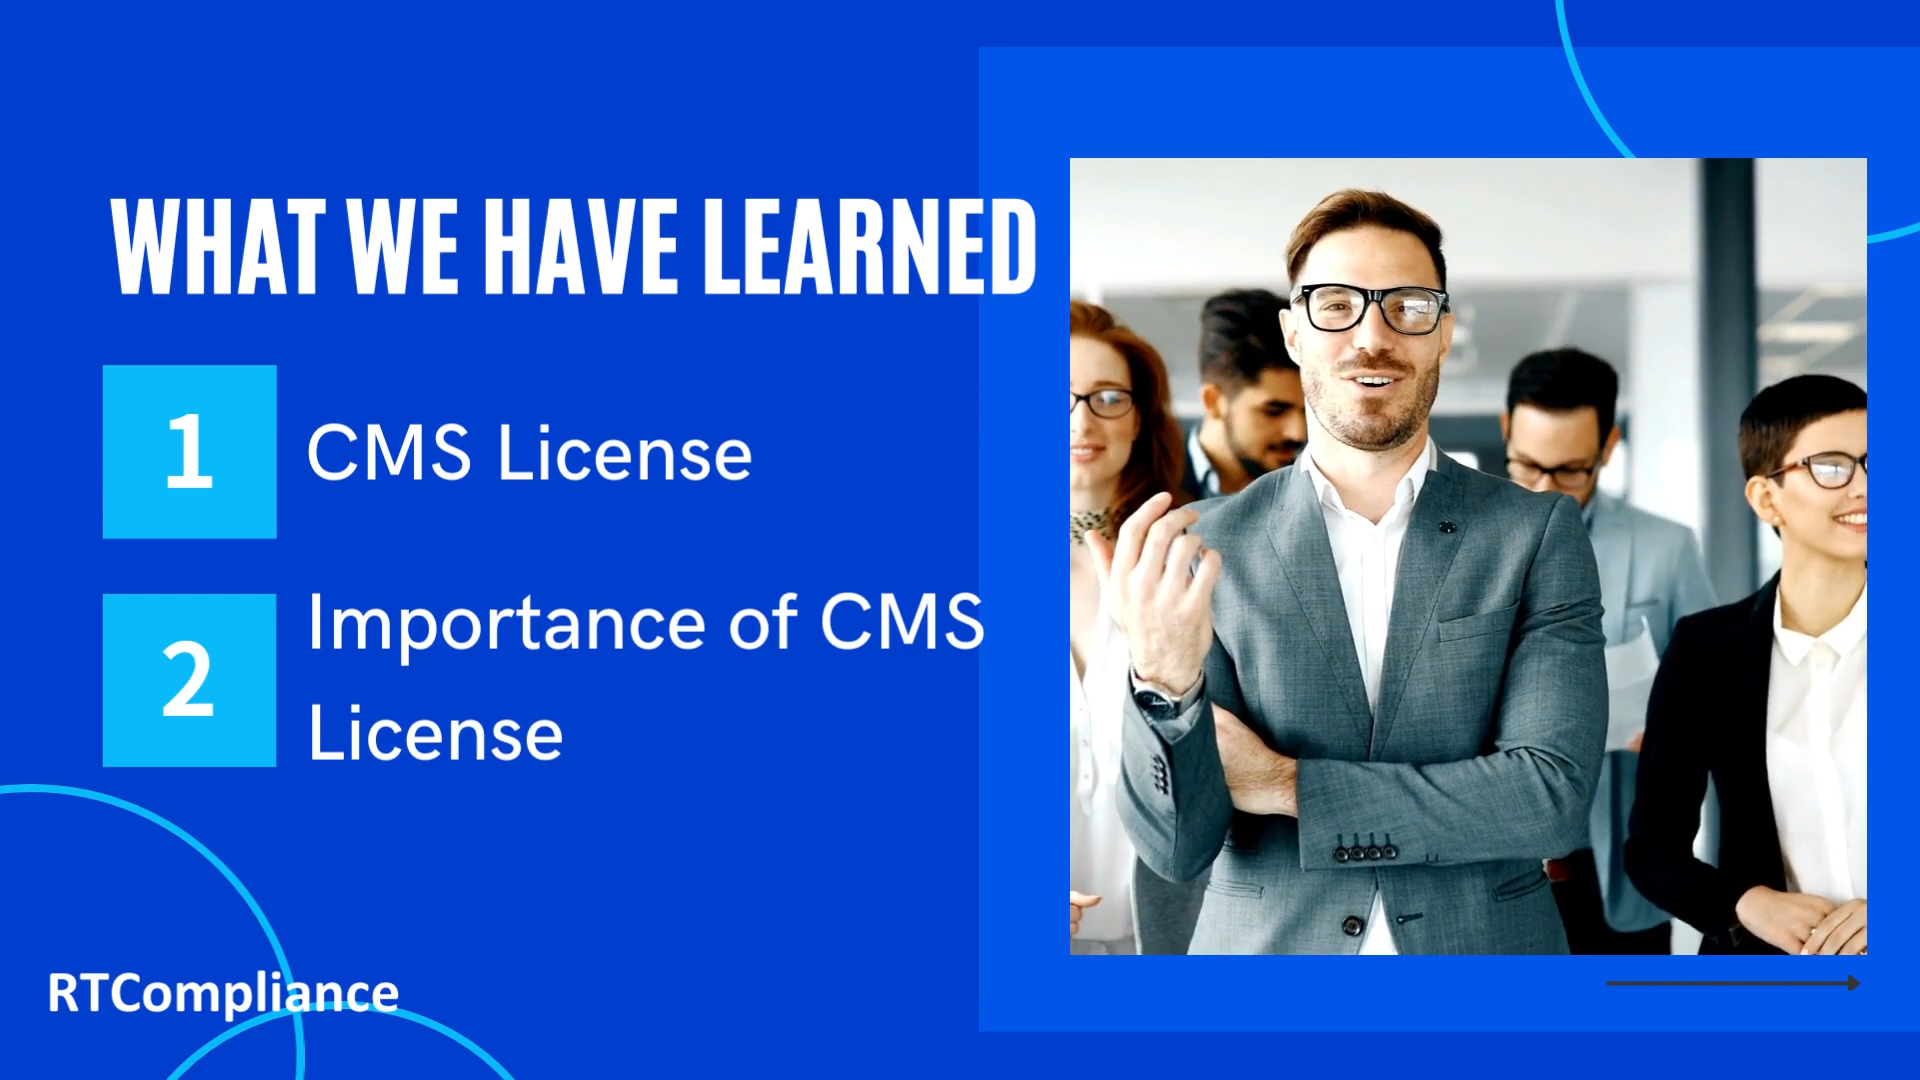 WHAT WE HAVE LEARNED
1
CMS License
2
Importance of CMS
License
RTCompliance